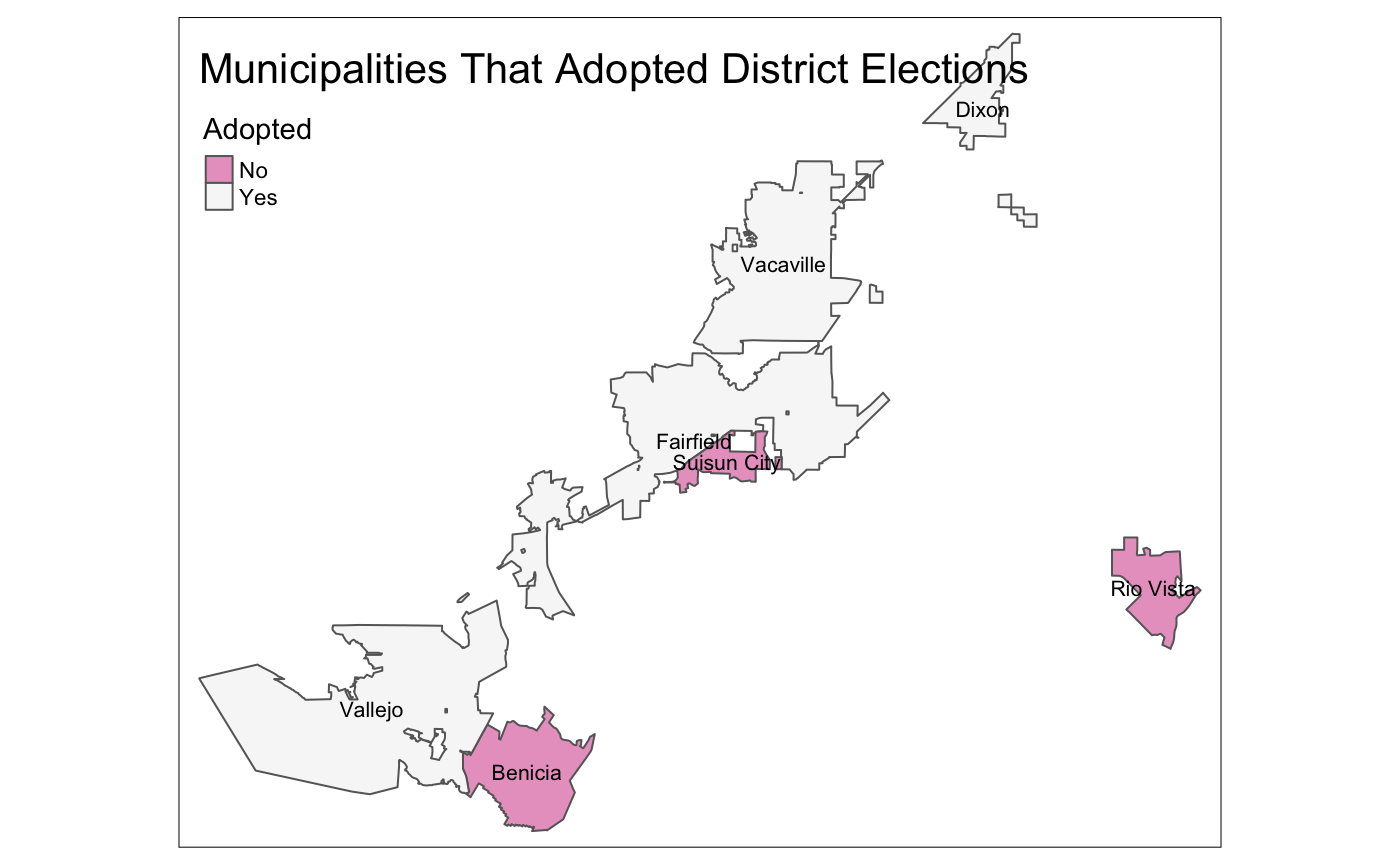 Municipalities That Adopted District Elections
Adopted
No
Yes
Dixon
Vacaville
Fairfield
Suisun City
Rio Vista
Vallejo
Benicia